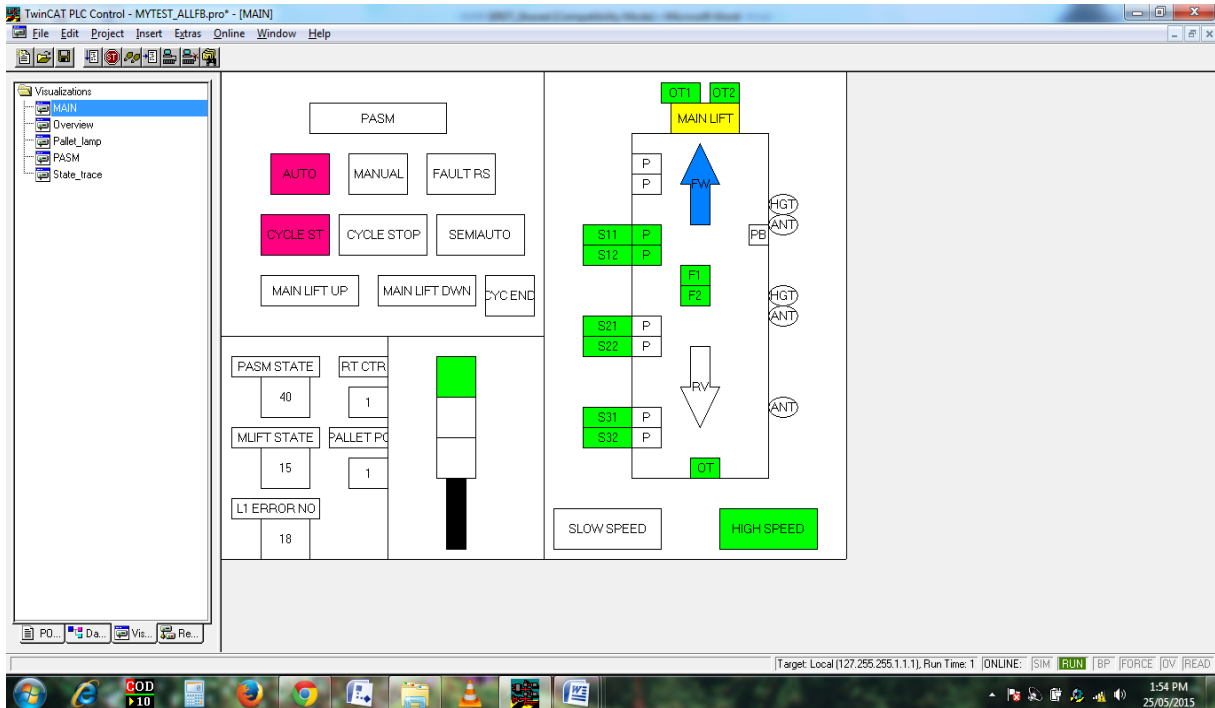 TwinCAT PLC Control - MYTEST_ALLFB.pro* - [MAIN]
File Edit Project Insert Extras Online Window Help
Visualizations
MAIN
Overview
Pallet_lamp
PASM
State_trace
PO... Da... Vis... Re...
PASM
AUTO MANUAL FAULT RS
CYCLE ST CYCLE STOP SEMIAUTO
MAIN LIFT UP MAIN LIFT DWN CYC END
PASM STATE RT CTR
40 1
MLIFT STATE PALLET PO
15 1
L1 ERROR NO
18
OT1 OT2
MAIN LIFT
P
P
FW
HGT
ANT
S11 P PB
S12 P
F1
F2
HGT
ANT
S21 P
S22 P
RV
ANT
S31 P
S32 P
OT
SLOW SPEED HIGH SPEED
Target: Local (127.255.255.1.1.1), Run Time: 1 ONLINE: SIM RUN BP FORCE OV READ
COD
10
1:54 PM
25/05/2015